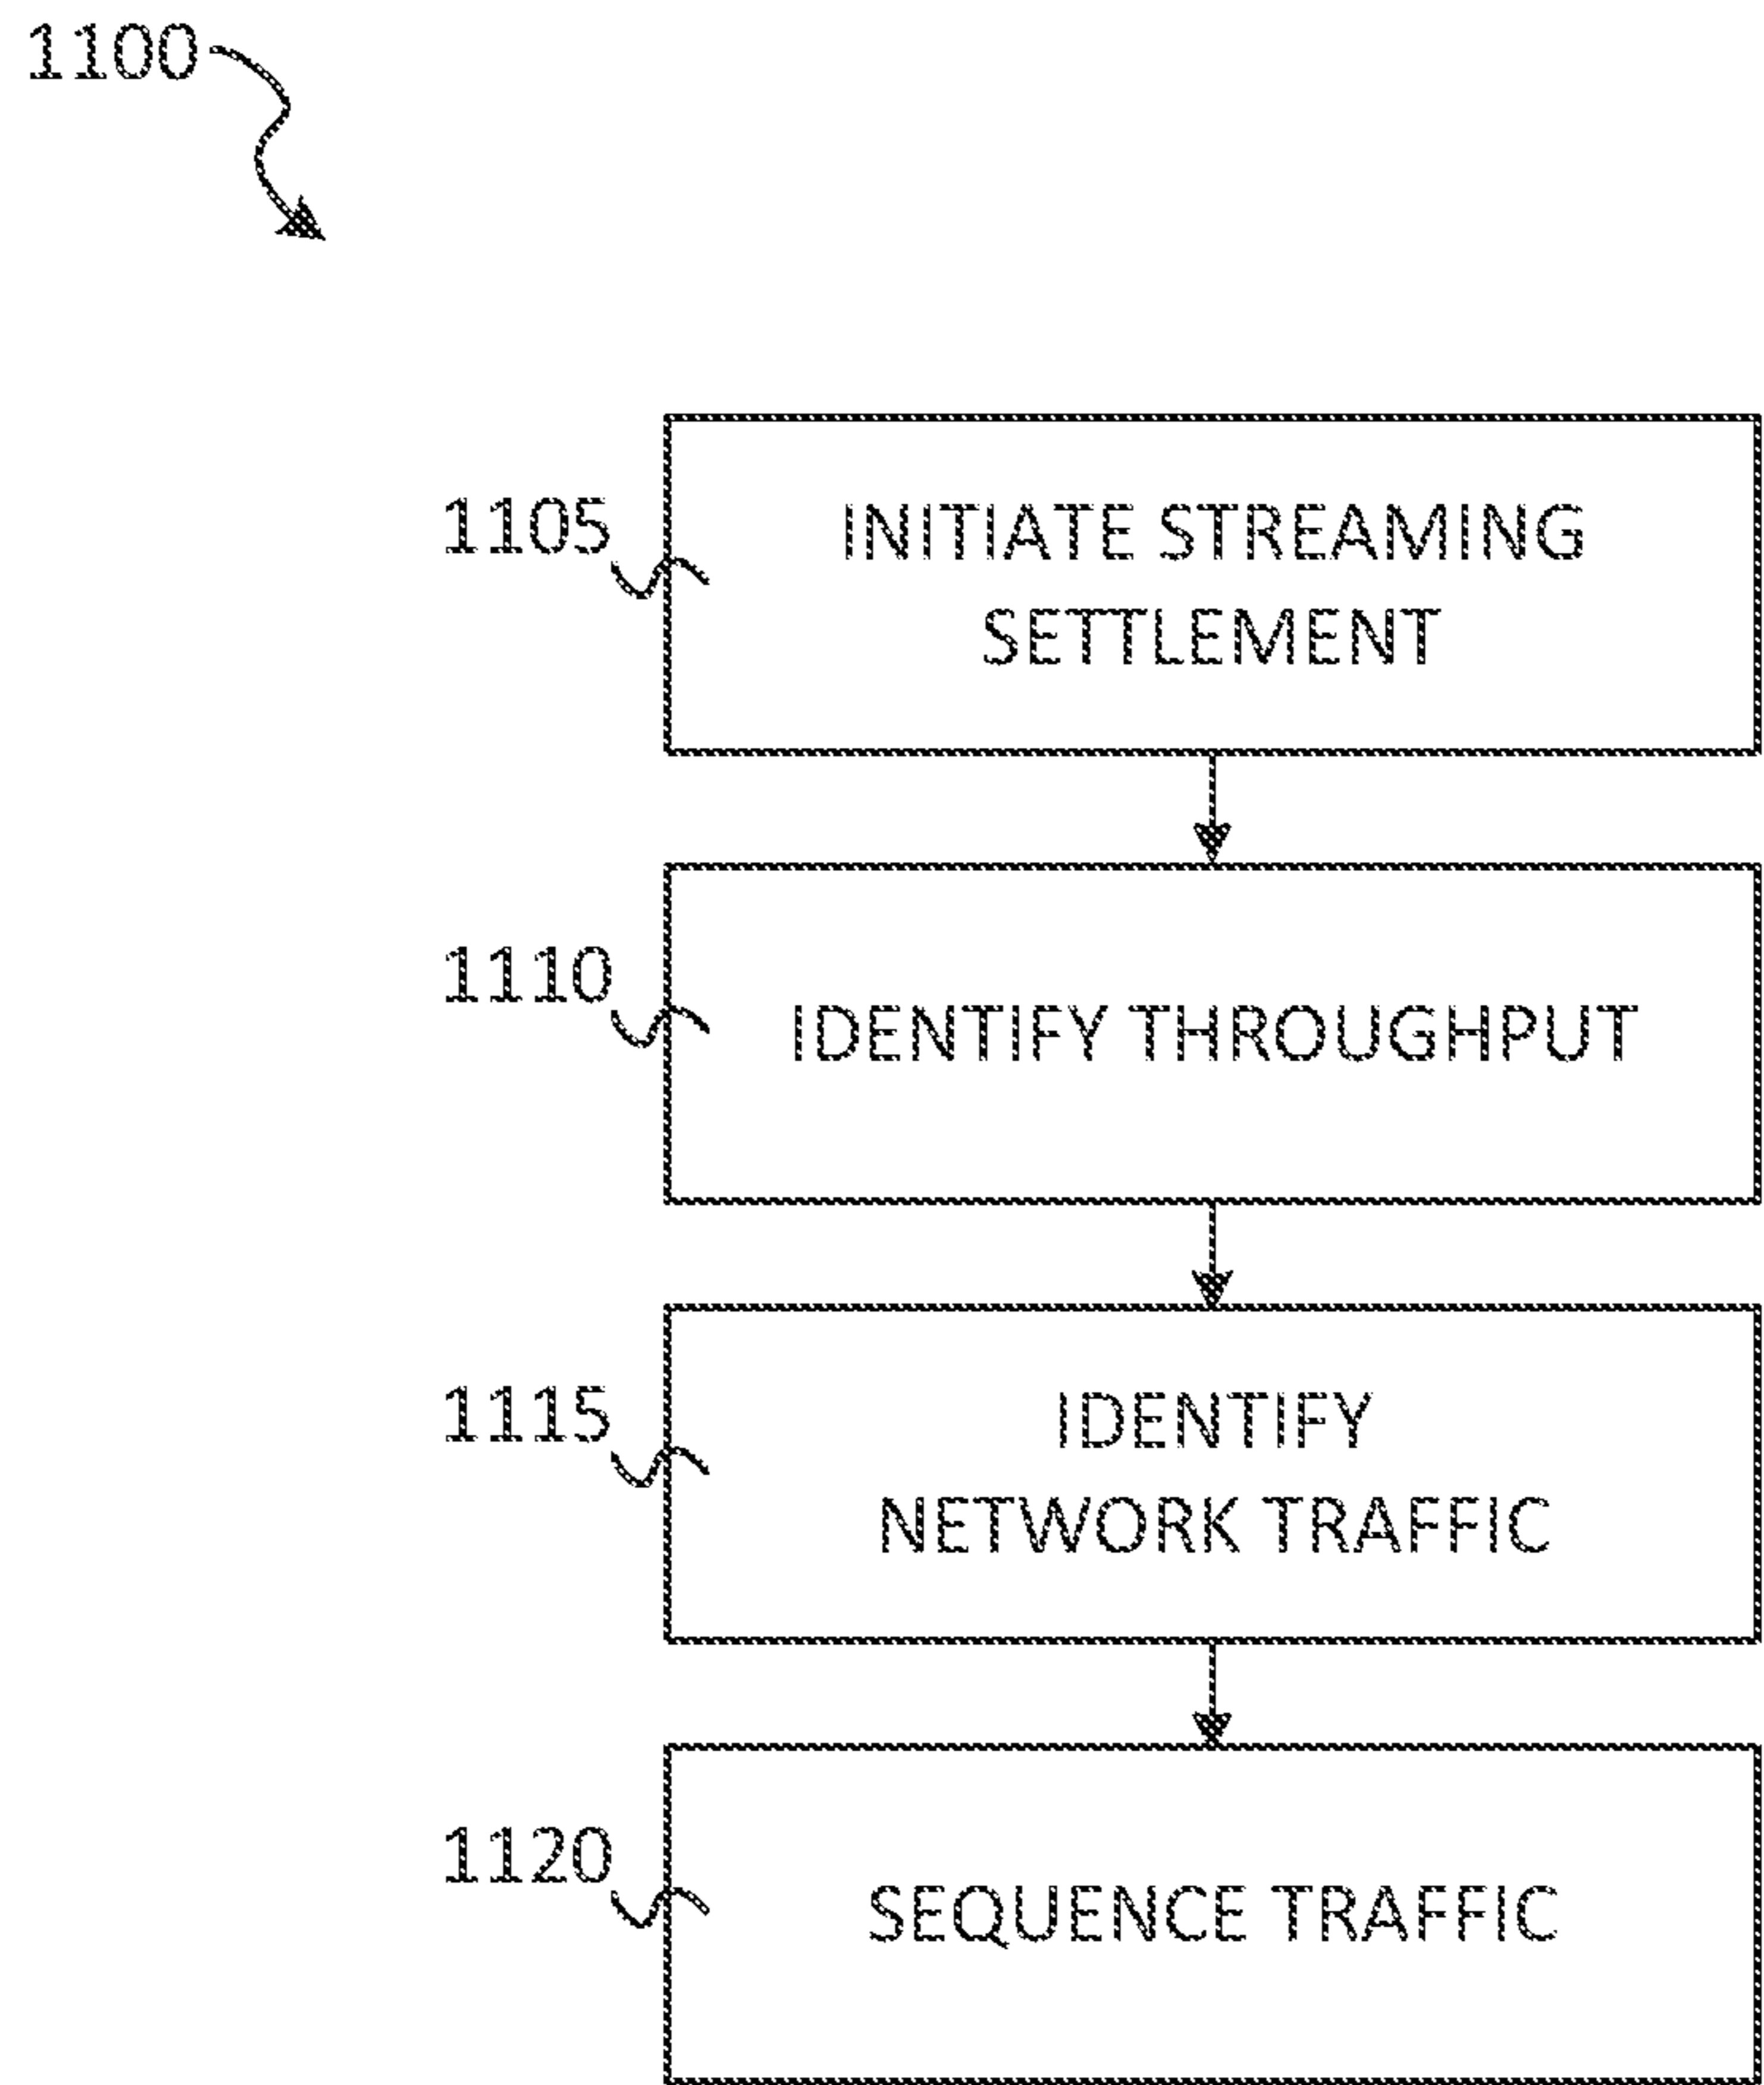 1100
1105
INITIATE STREAMING
SETTLEMENT
1110
IDENTIFY THROUGHPUT
1115
IDENTIFY
NETWORK TRAFFIC
1120
SEQUENCE TRAFFIC